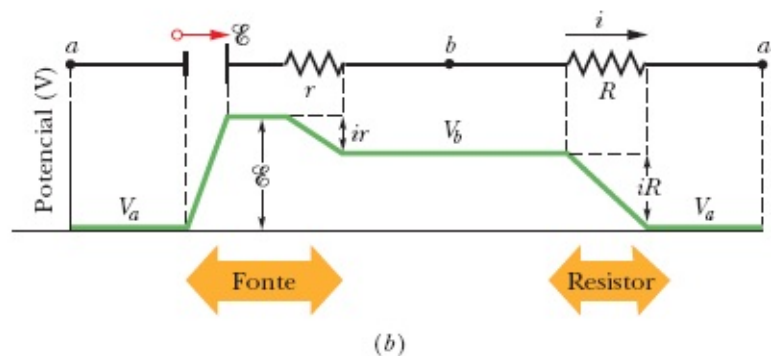 a ℰ b i a
r R
Potencial (V)
V_a ℰ ir V_b iR V_a
Fonte Resistor
(b)